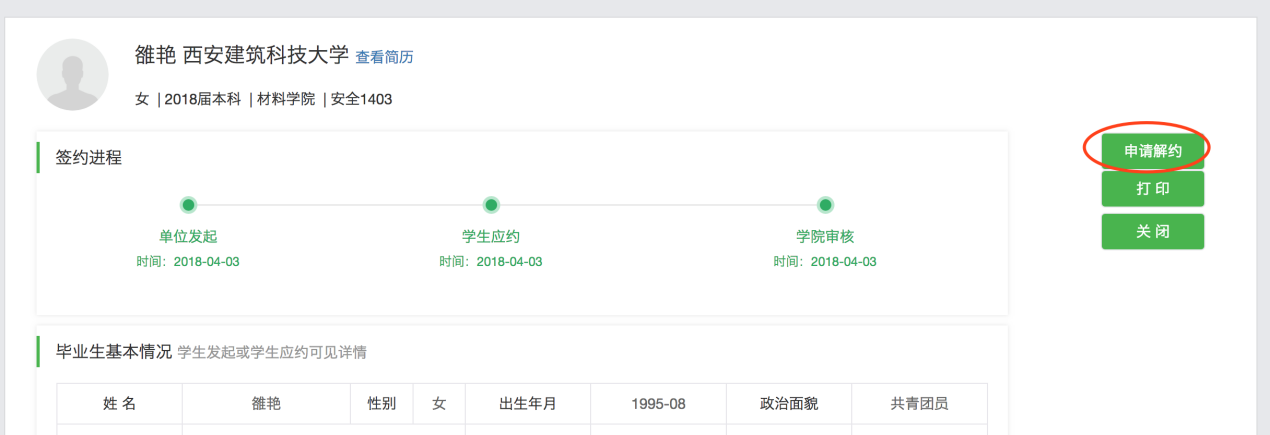 雒艳 西安建筑科技大学 查看简历
女 | 2018届本科 | 材料学院 | 安全1403
签约进程
单位发起 学生应约 学院审核
时间：2018-04-03 时间：2018-04-03 时间：2018-04-03
申请解约
打 印
关 闭
毕业生基本情况 学生发起或学生应约可见详情
姓 名 雒艳 性别 女 出生年月 1995-08 政治面貌 共青团员